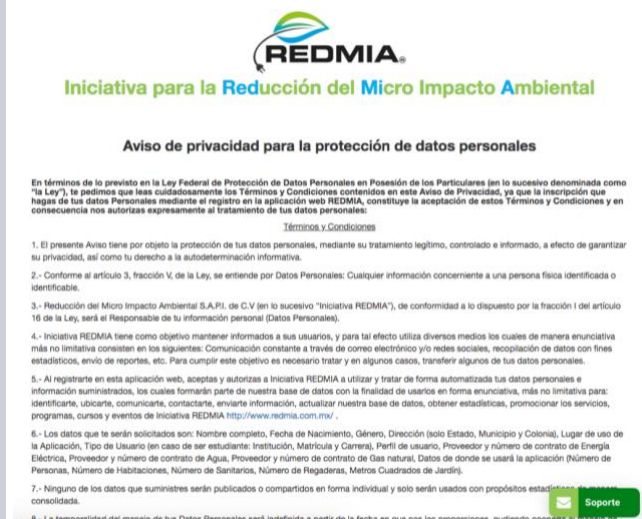 REDMIA®
Iniciativa para la Reducción del Micro Impacto Ambiental
Aviso de privacidad para la protección de datos personales
En términos de lo previsto en la Ley Federal de Protección de Datos Personales en Posesión de los Particulares (en lo sucesivo denominada como
"la Ley"), te pedimos que leas cuidadosamente los Términos y Condiciones contenidos en este Aviso de Privacidad, ya que la inscripción que
hagas de tus datos Personales mediante el registro en la aplicación web REDMIA, constituye la aceptación de estos Términos y Condiciones y en
consecuencia nos autorizas expresamente al tratamiento de tus datos personales:
Términos y Condiciones
1. El presente Aviso tiene por objeto la protección de tus datos personales, mediante su tratamiento legítimo, controlado e informado, a efecto de garantizar
su privacidad, así como tu derecho a la autodeterminación informativa.
2.- Conforme al artículo 3, fracción V, de la Ley, se entiende por Datos Personales: Cualquier información concerniente a una persona física identificada o
identificable.
3.- Reducción del Micro Impacto Ambiental S.A.P.I. de C.V (en lo sucesivo "Iniciativa REDMIA"), de conformidad a lo dispuesto por la fracción I del artículo
16 de la Ley, será el Responsable de tu información personal (Datos Personales).
4.- Iniciativa REDMIA tiene como objetivo mantener informados a sus usuarios, y para tal efecto utiliza diversos medios los cuales de manera enunciativa
más no limitativa consisten en los siguientes: Comunicación constante a través de correo electrónico y/o redes sociales, recopilación de datos con fines
estadísticos, envío de reportes, etc. Para cumplir este objetivo es necesario tratar y en algunos casos, transferir algunos de tus datos personales.
5.- Al registrarte en esta aplicación web, aceptas y autorizas a Iniciativa REDMIA a utilizar y tratar de forma automatizada tus datos personales e
información suministrados, los cuales formarán parte de nuestra base de datos con la finalidad de usarlos en forma enunciativa, más no limitativa para:
identificarte, ubicarte, comunicarte, contactarte, enviarte información, actualizar nuestra base de datos, obtener estadísticas, promocionar los servicios,
programas, cursos y eventos de Iniciativa REDMIA http://www.redmia.com.mx/ .
6.- Los datos que te serán solicitados son: Nombre completo, Fecha de Nacimiento, Género, Dirección (solo Estado, Municipio y Colonia), Lugar de uso de
la Aplicación, Tipo de Usuario (en caso de ser estudiante: Institución, Matrícula y Carrera), Perfil de usuario, Proveedor y número de contrato de Energía
Eléctrica, Proveedor y número de contrato de Agua, Proveedor y número de contrato de Gas natural, Datos de donde se usará la aplicación (Número de
Personas, Número de Habitaciones, Número de Sanitarios, Número de Regaderas, Metros Cuadrados de Jardín).
7.- Ninguno de los datos que suministres serán publicados o compartidos en forma individual y solo serán usados con propósitos estadísticos de manera
consolidada.
Soporte